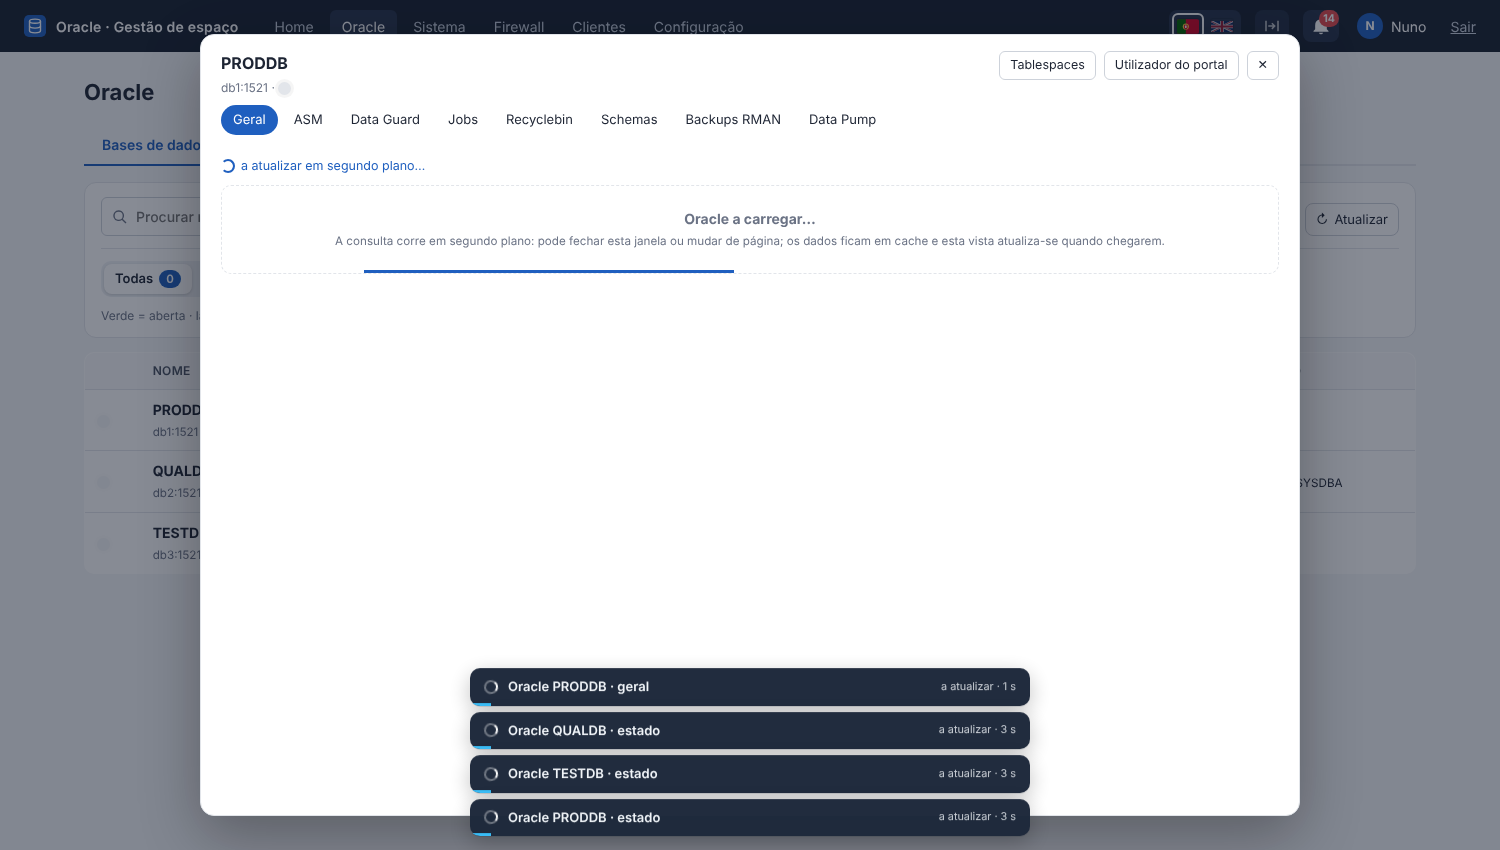 Oracle · Gestão de espaço
Home
Oracle
Sistema
Firewall
Clientes
Configuração
14
N
Nuno
Sair
Oracle
Bases de dado
Procurar
Atualizar
Todas 0
Verde = aberta ·
NOME
PRODD
db1:1521
QUALD
db2:1521
SYSDBA
TESTD
db3:1521
PRODDB
db1:1521 ·
Tablespaces
Utilizador do portal
×
Geral
ASM
Data Guard
Jobs
Recyclebin
Schemas
Backups RMAN
Data Pump
a atualizar em segundo plano...
Oracle a carregar...
A consulta corre em segundo plano: pode fechar esta janela ou mudar de página; os dados ficam em cache e esta vista atualiza-se quando chegarem.
Oracle PRODDB · geral a atualizar · 1 s
Oracle QUALDB · estado a atualizar · 3 s
Oracle TESTDB · estado a atualizar · 3 s
Oracle PRODDB · estado a atualizar · 3 s